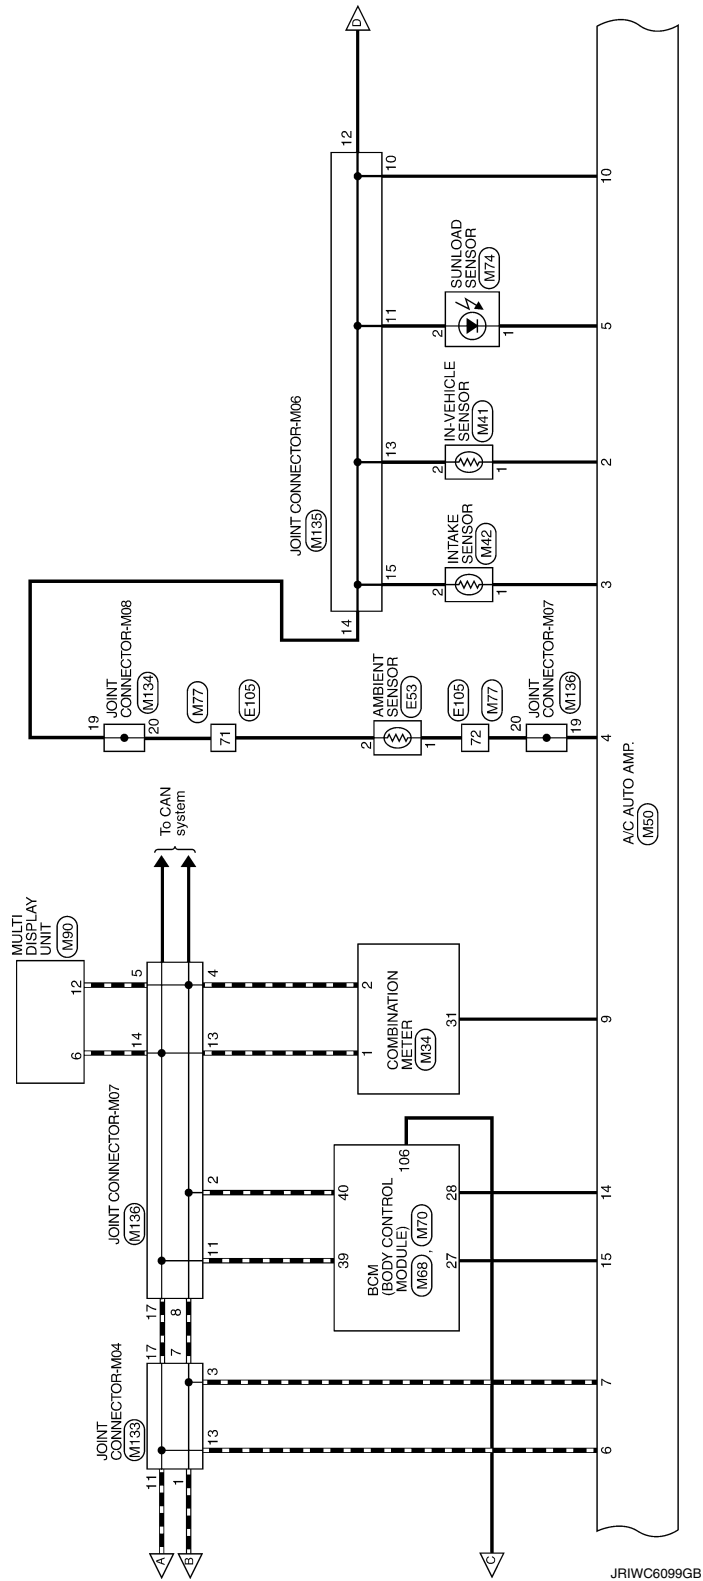 D
12
10
10
SUNLOAD
SENSOR
M74
11
2
1
5
JOINT CONNECTOR-M06
M135
IN-VEHICLE
SENSOR
M41
13
2
1
2
INTAKE
SENSOR
M42
15
2
1
3
14
JOINT
CONNECTOR-M08
M134
19
20
M77
E105
71
AMBIENT
SENSOR
E53
2
1
E105
M77
72
JOINT
CONNECTOR-M07
M136
20
19
4
A/C AUTO AMP.
M50
To CAN
system
MULTI
DISPLAY
UNIT
M90
12
6
5
14
4
13
2
1
COMBINATION
METER
M34
31
9
JOINT CONNECTOR-M07
M136
2
11
40
39
106
BCM
(BODY CONTROL
MODULE)
M68 , M70
28
27
14
15
17
8
17
7
JOINT
CONNECTOR-M04
M133
3
13
7
6
11
1
A
B
C
JRIWC6099GB